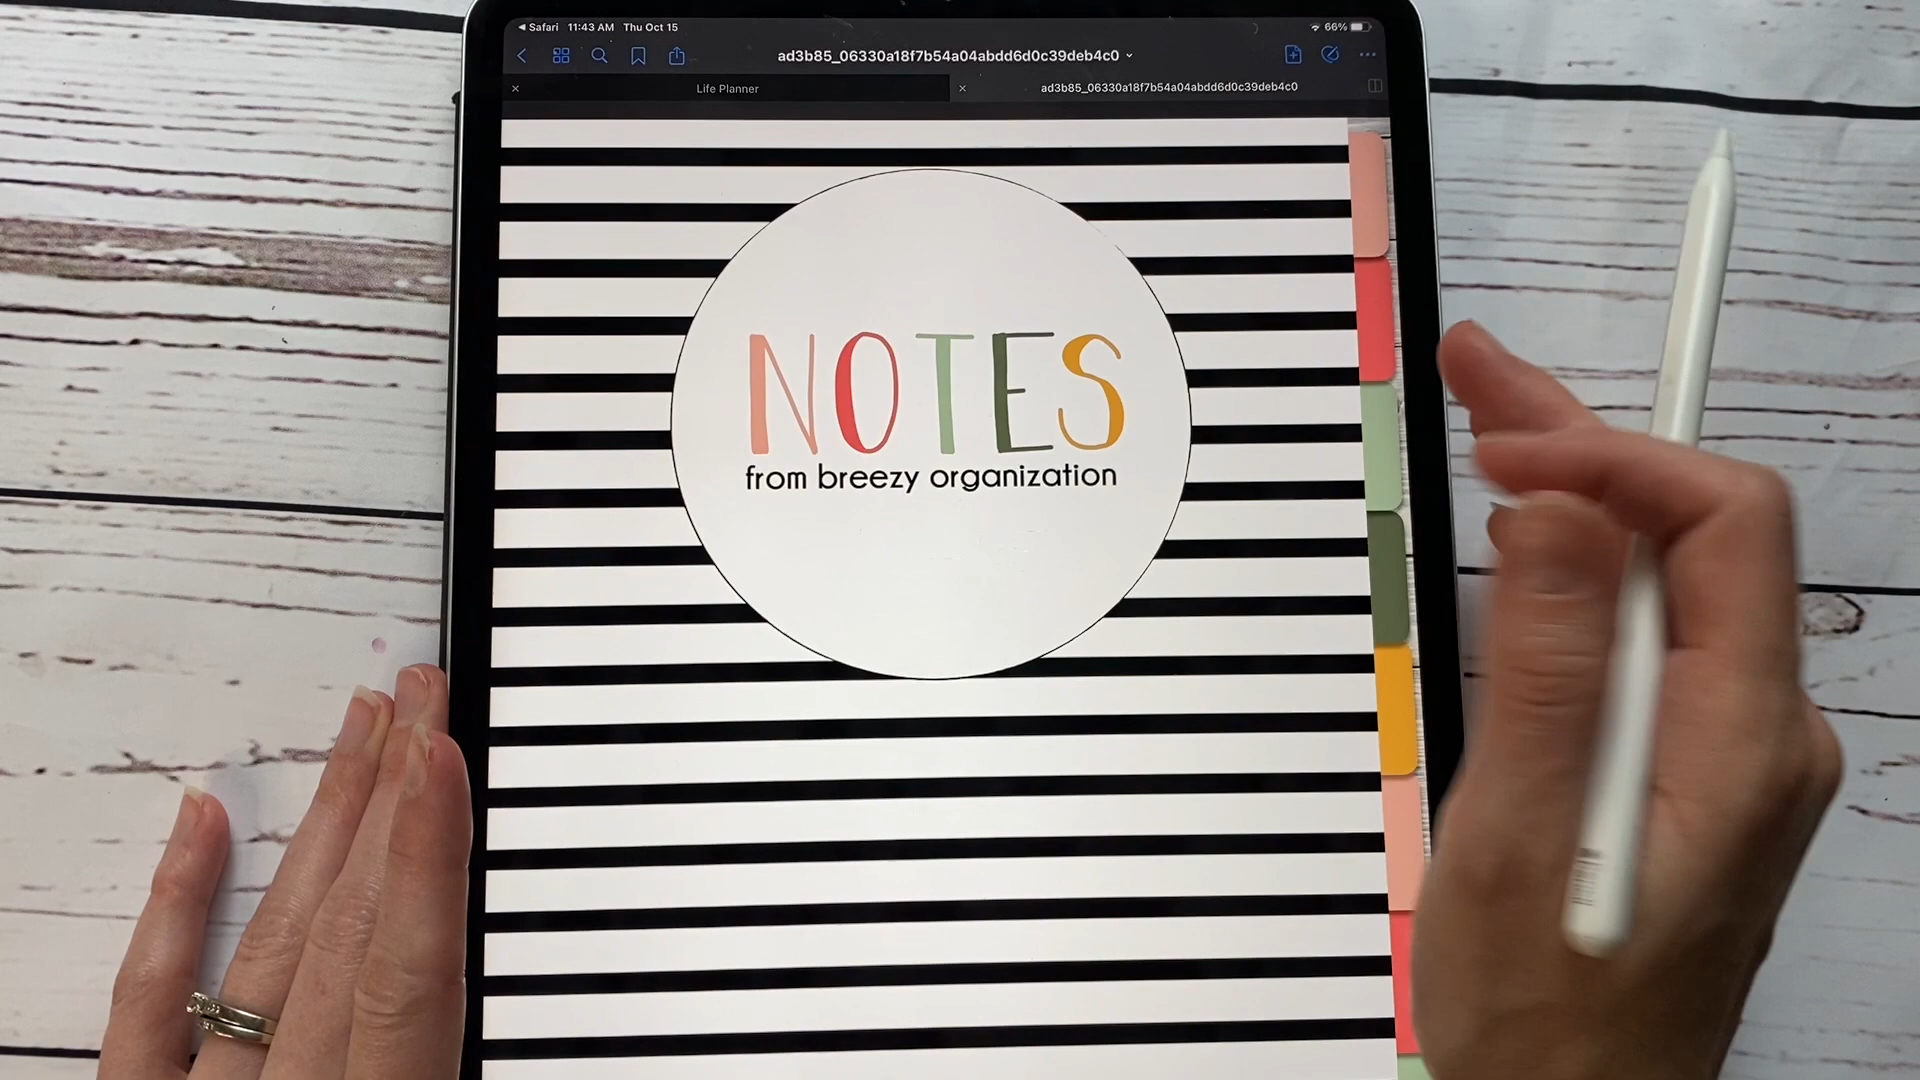 Safari 11:43 AM Thu Oct 15 66%
ad3b85_06330a18f7b54a04abdd6d0c39deb4c0
Life Planner ad3b85_06330a18f7b54a04abdd6d0c39deb4c0
NOTES
from breezy organization